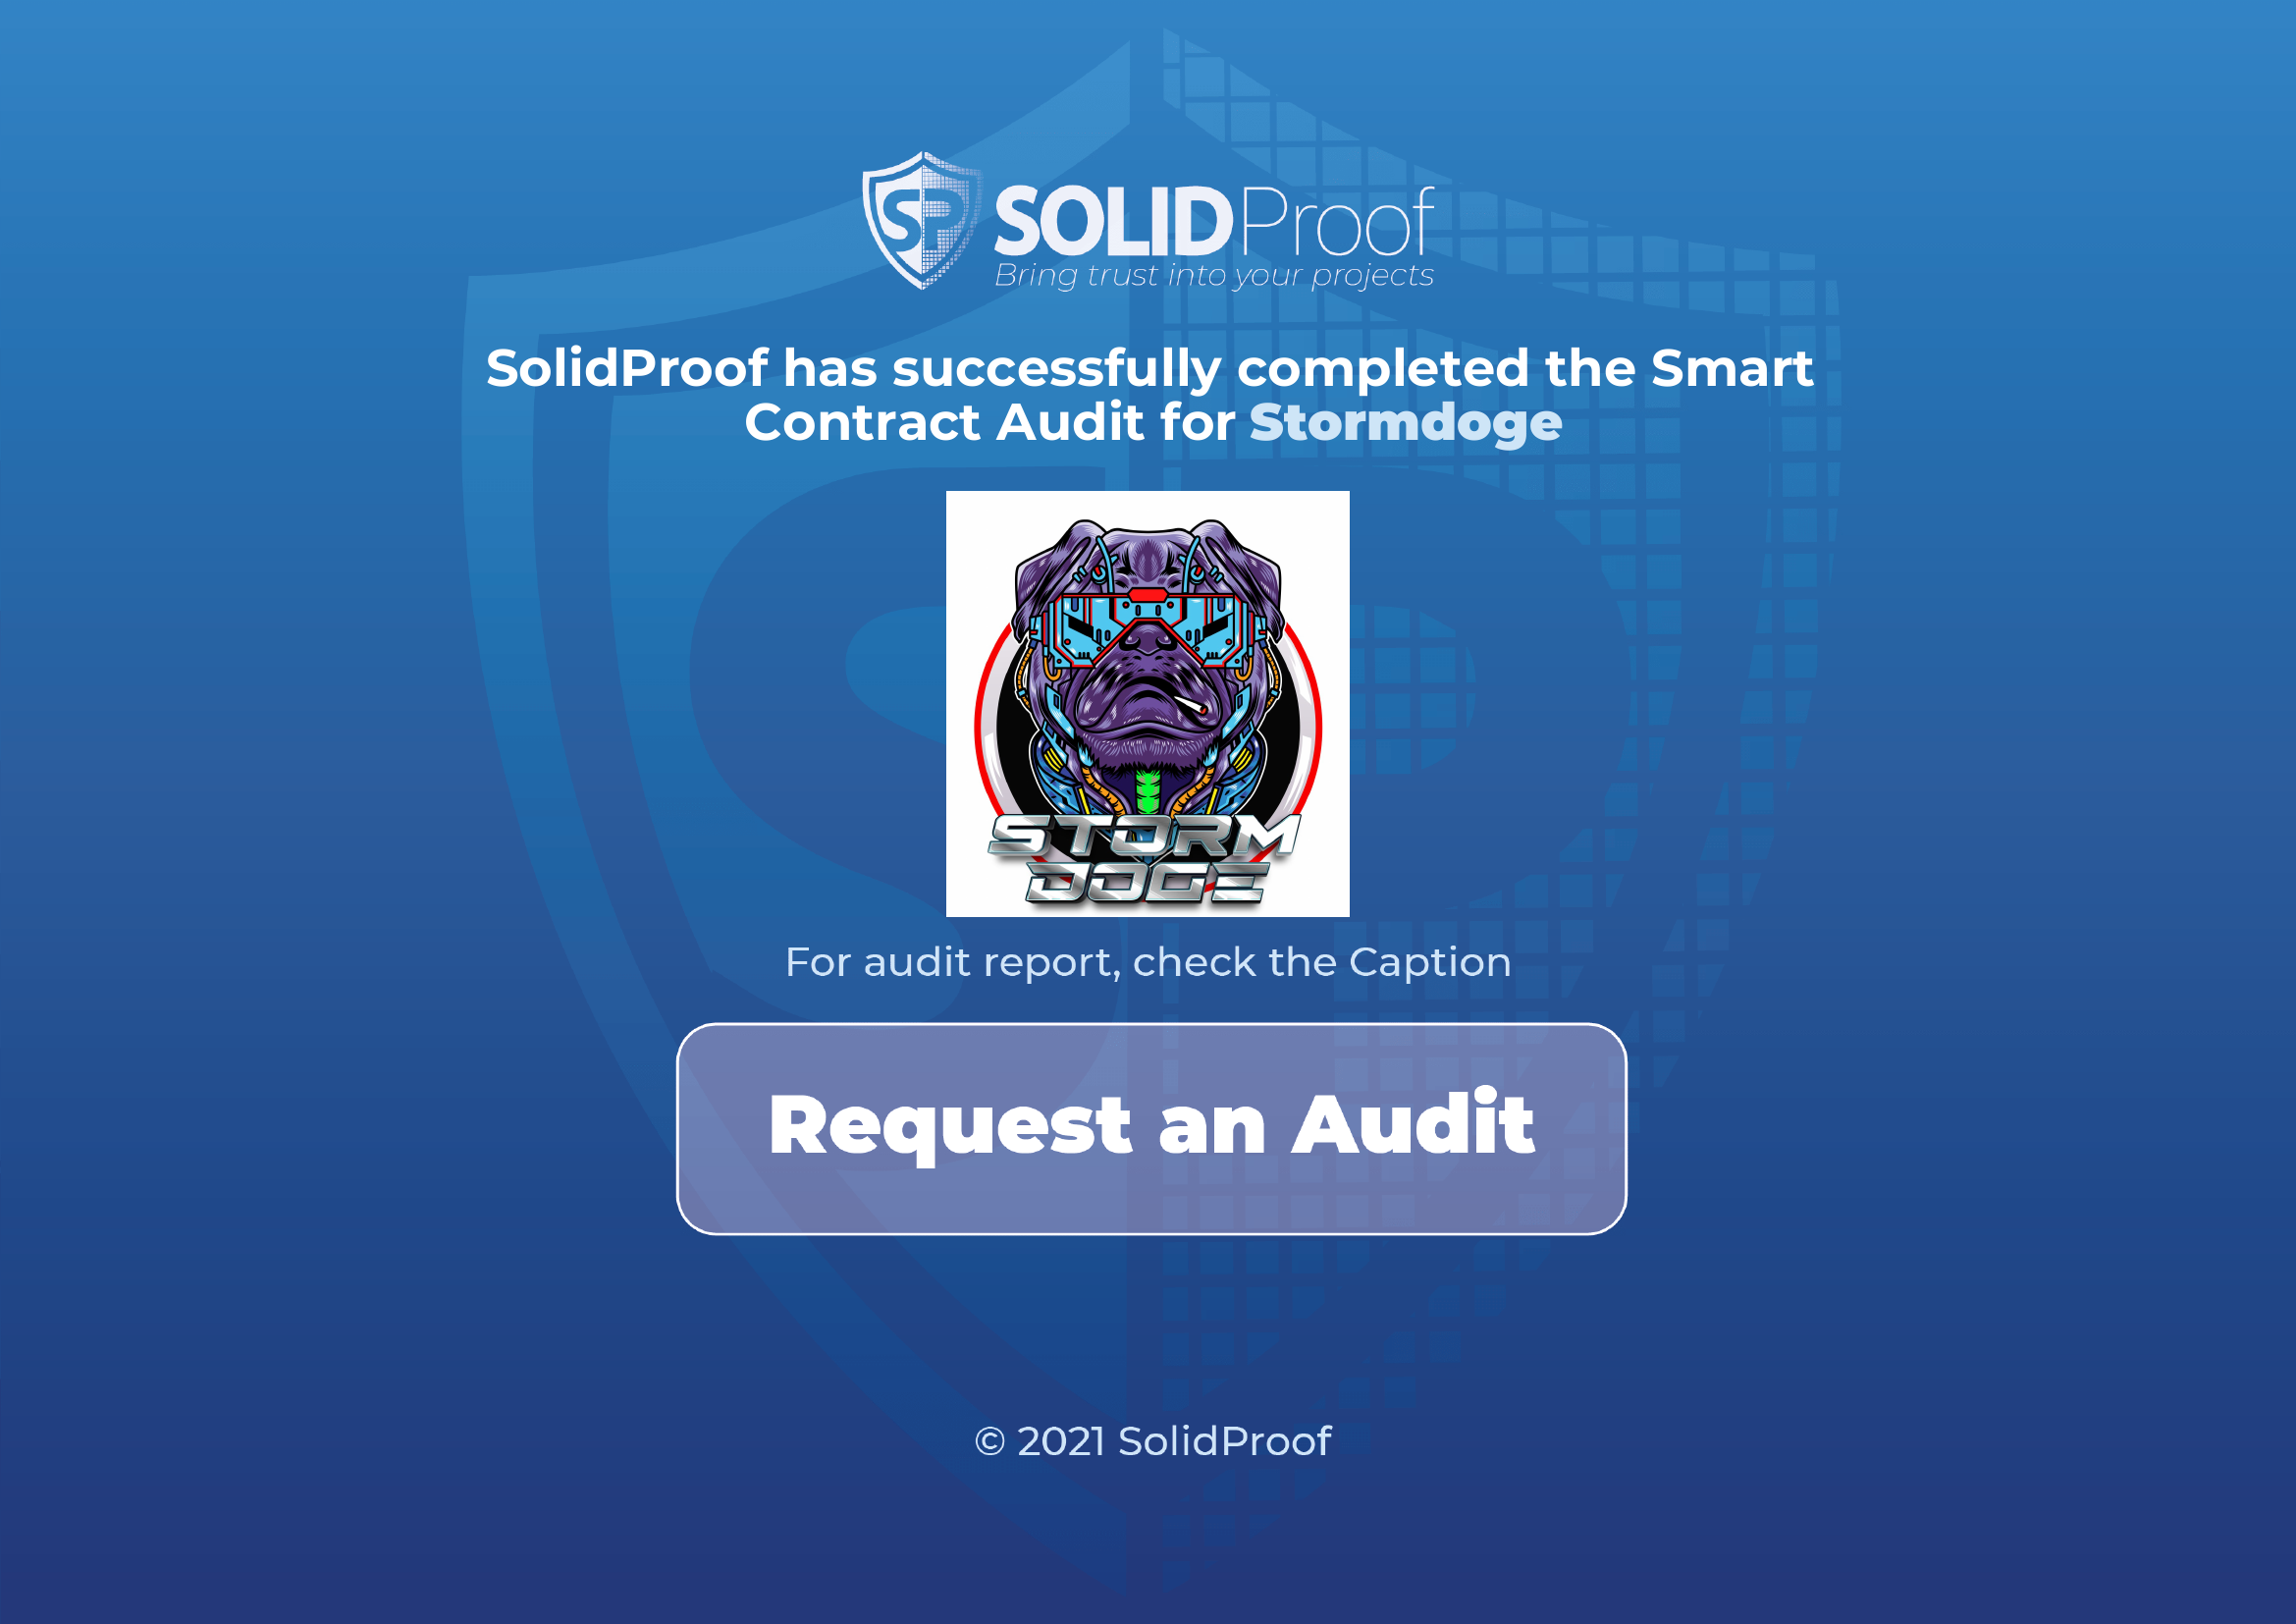 SP SOLIDProof
Bring trust into your projects
SolidProof has successfully completed the Smart
Contract Audit for Stormdoge
STORM
DOGE
For audit report, check the Caption
Request an Audit
© 2021 SolidProof